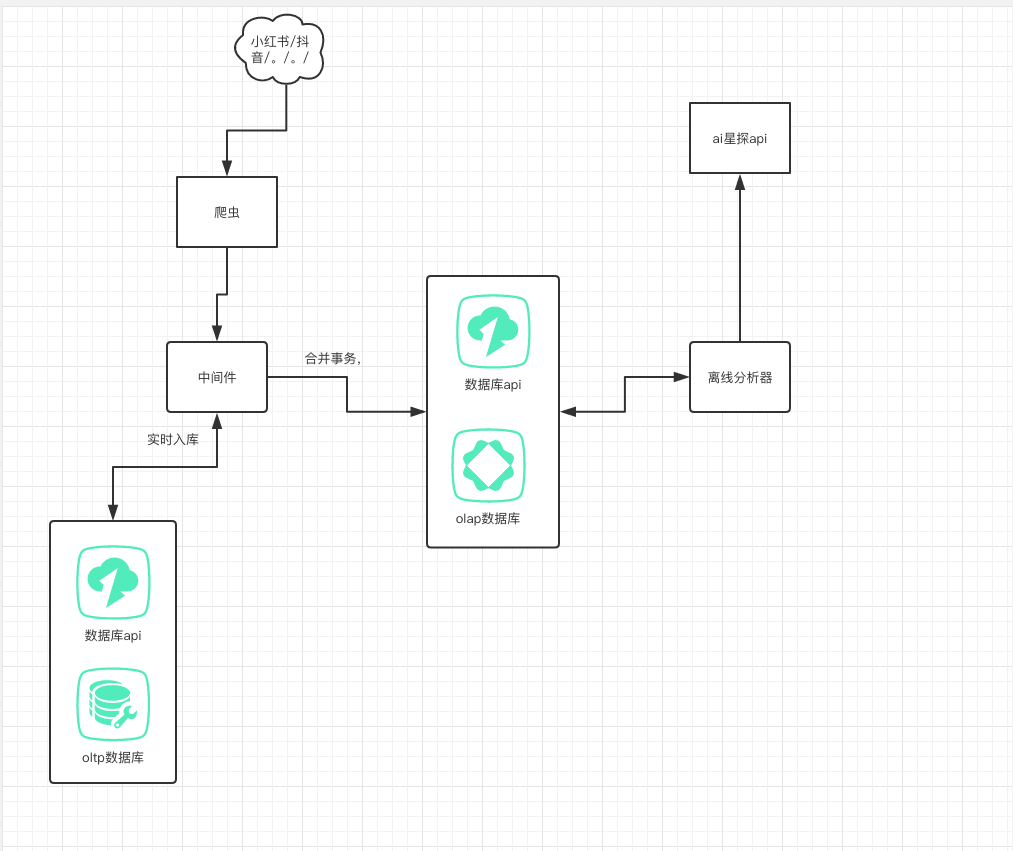 小红书/抖
音/。/。/
ai星探api
爬虫
合并事务,
中间件
数据库api
离线分析器
实时入库
olap数据库
数据库api
oltp数据库